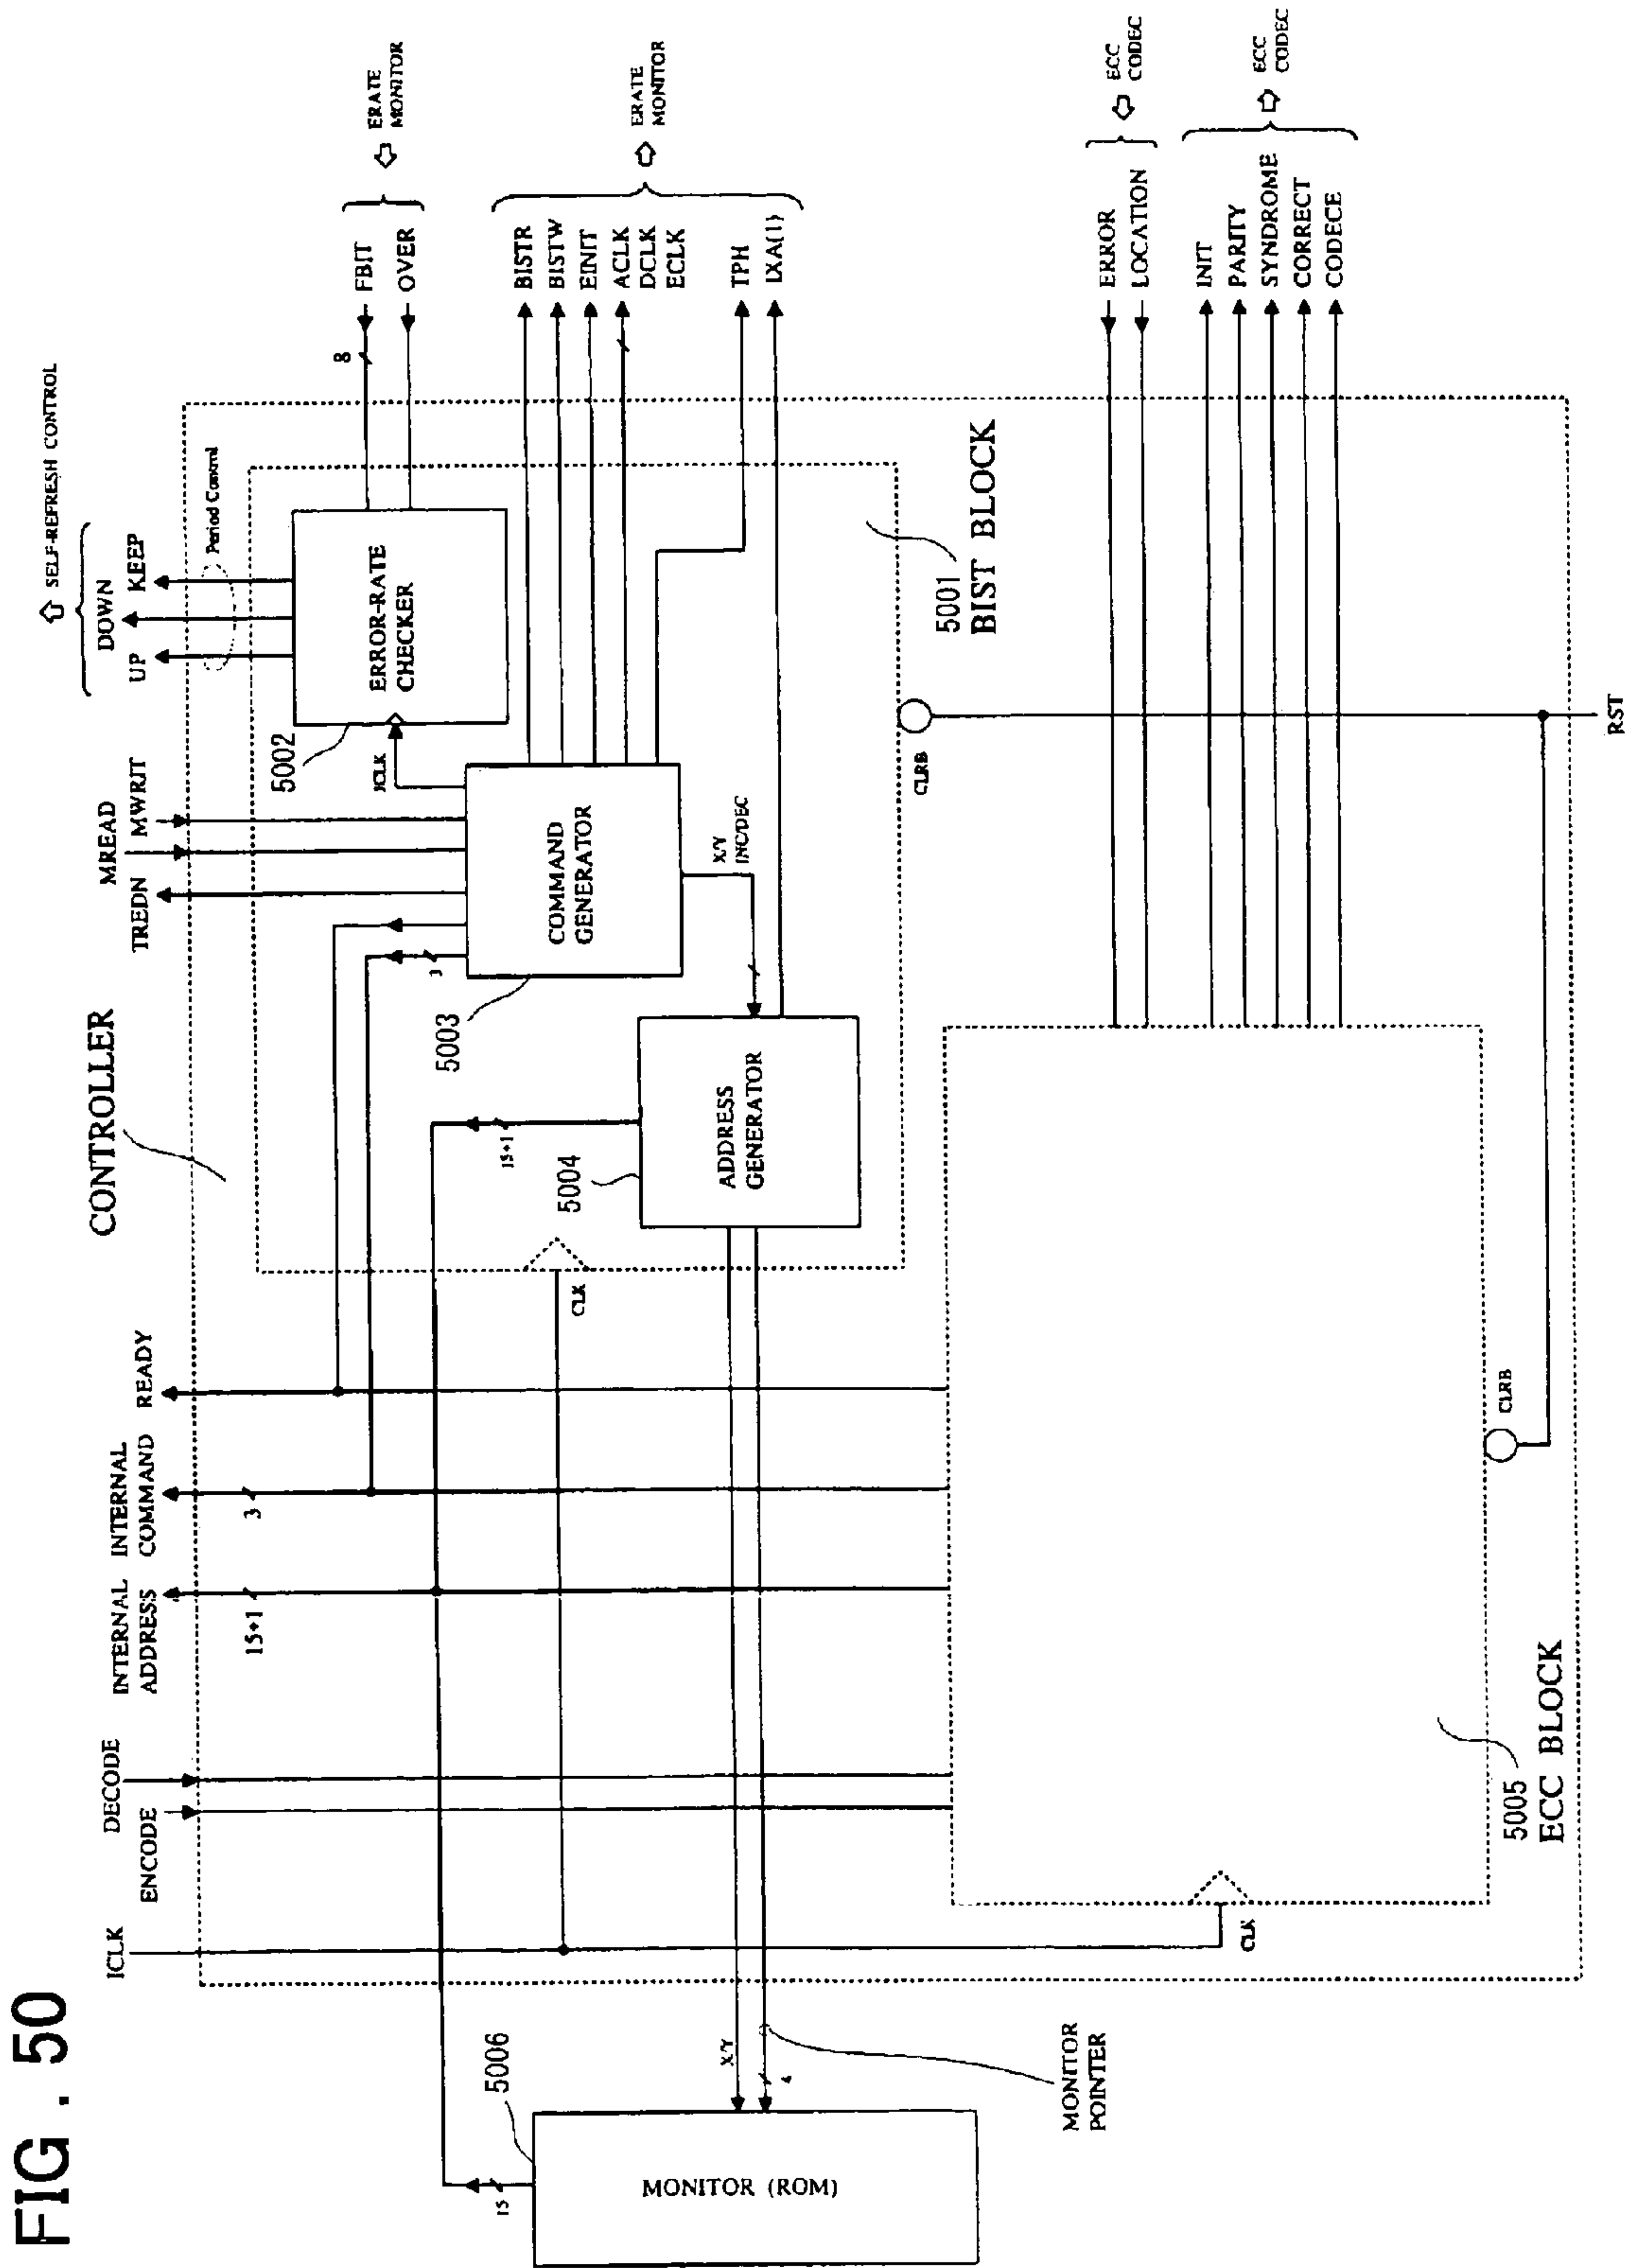 FIG . 50
CONTROLLER
ICLK
ENCODE
DECODE
INTERNAL
ADDRESS
INTERNAL
COMMAND
READY
TREDN
MREAD
MWRIT
UP
DOWN
KEEP
SELF-REFRESH CONTROL
Period Control
15+1
3
5002
ERROR-RATE
CHECKER
8
FBIT
OVER
ERATE
MONITOR
3
5003
COMMAND
GENERATOR
BISTR
BISTW
EINIT
ACLK
DCLK
ECLK
TPH
LXA(1)
ERATE
MONITOR
X/Y
INC/DEC
15+1
5004
ADDRESS
GENERATOR
CLK
5001
BIST BLOCK
CLRB
5006
15
MONITOR (ROM)
X/Y
4
MONITOR
POINTER
ERROR
LOCATION
ECC
CODEC
INIT
PARITY
SYNDROME
CORRECT
CODECE
ECC
CODEC
CLK
5005
ECC BLOCK
CLRB
RST